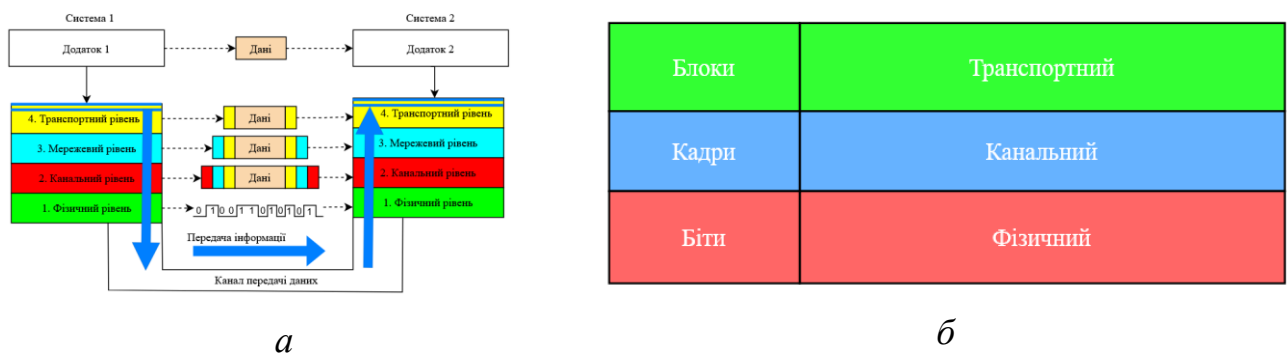 Система 1
Система 2
Додаток 1
Дані
Додаток 2
4. Транспортний рівень
Дані
4. Транспортний рівень
3. Мережевий рівень
Дані
3. Мережевий рівень
2. Канальний рівень
Дані
2. Канальний рівень
1. Фізичний рівень
0 1 0 0 1 1 0 1 0 1 0 1
1. Фізичний рівень
Передача інформації
Канал передачі даних
а
Блоки Транспортний
Кадри Канальний
Біти Фізичний
б